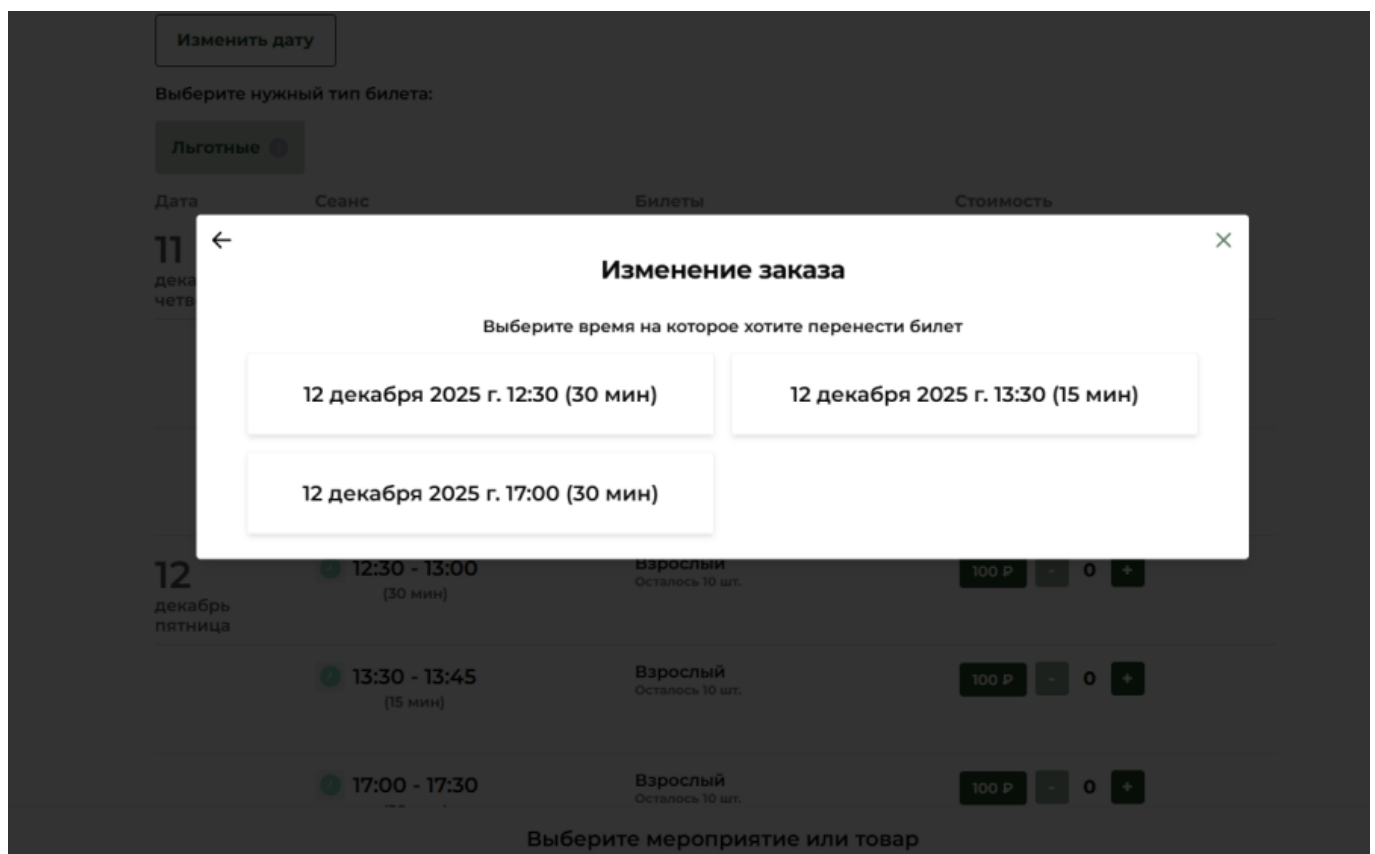 Изменить дату
Выберите нужный тип билета:
Льготные
Дата Сеанс Билеты Стоимость
11
дека
четв
← ×
Изменение заказа
Выберите время на которое хотите перенести билет
12 декабря 2025 г. 12:30 (30 мин) 12 декабря 2025 г. 13:30 (15 мин)
12 декабря 2025 г. 17:00 (30 мин)
12 12:30 - 13:00 Взрослый 100 ₽ - 0 +
(30 мин) Осталось 10 шт.
декабрь
пятница
13:30 - 13:45 Взрослый 100 ₽ - 0 +
(15 мин) Осталось 10 шт.
17:00 - 17:30 Взрослый 100 ₽ - 0 +
Осталось 10 шт.
Выберите мероприятие или товар